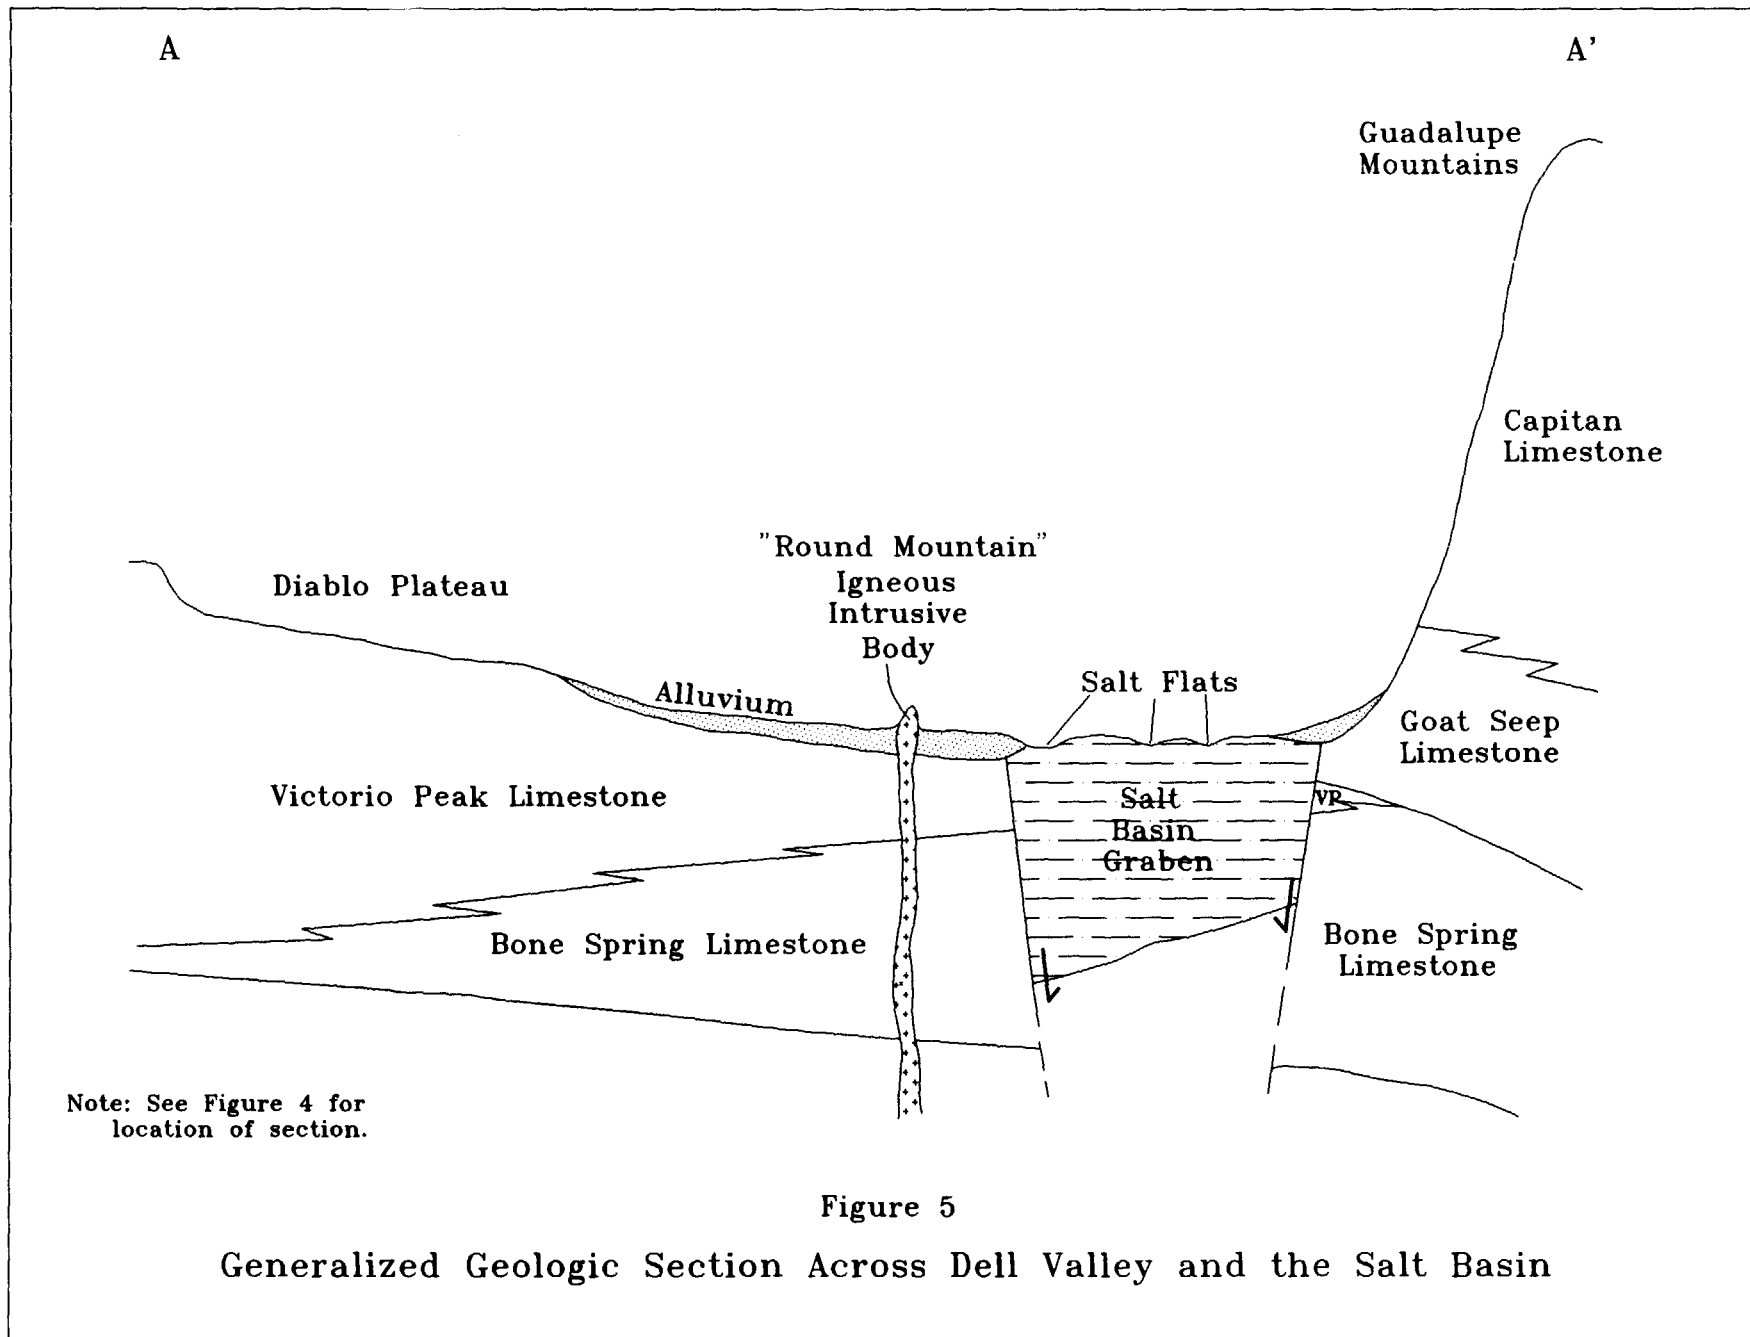 A
A'
Guadalupe
Mountains
Capitan
Limestone
"Round Mountain"
Igneous
Intrusive
Body
Diablo Plateau
Salt Flats
Alluvium
Goat Seep
Limestone
Victorio Peak Limestone
Salt
Basin
Graben
VP
Bone Spring Limestone
Bone Spring
Limestone
Note: See Figure 4 for
location of section.
Figure 5
Generalized Geologic Section Across Dell Valley and the Salt Basin